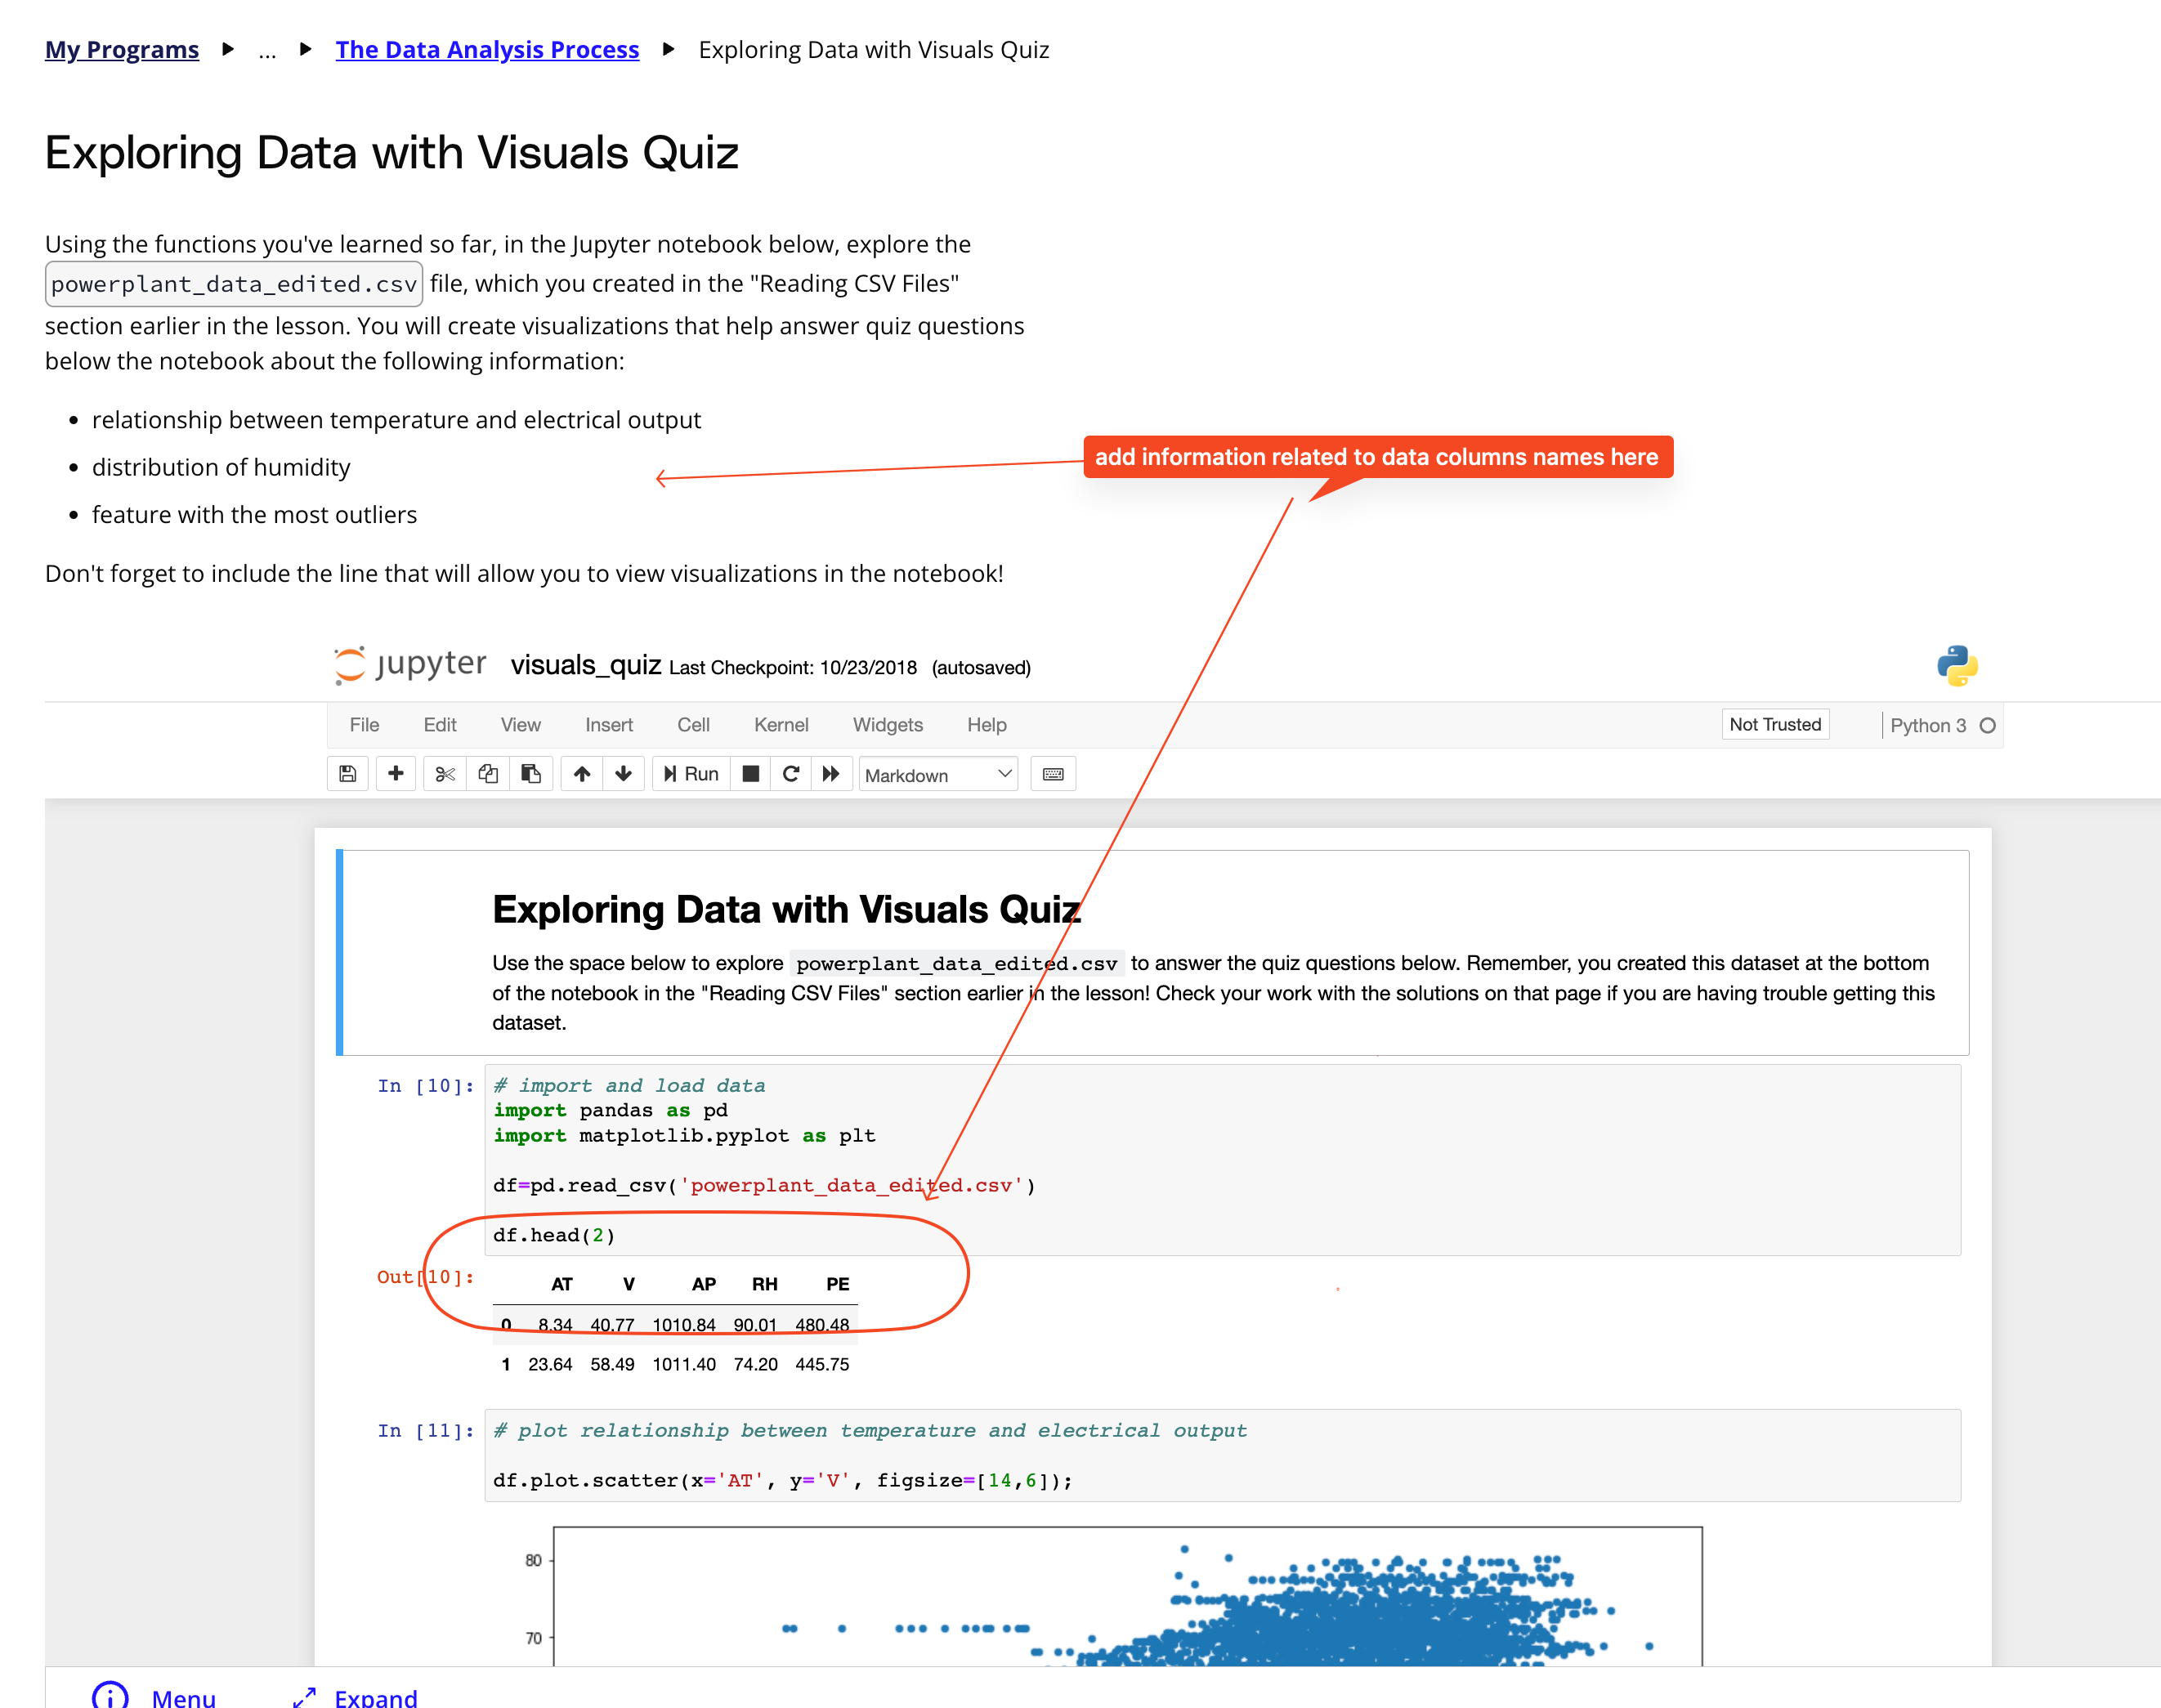 My Programs ▶ ... ▶ The Data Analysis Process ▶ Exploring Data with Visuals Quiz
Exploring Data with Visuals Quiz
Using the functions you've learned so far, in the Jupyter notebook below, explore the
powerplant_data_edited.csv file, which you created in the "Reading CSV Files"
section earlier in the lesson. You will create visualizations that help answer quiz questions
below the notebook about the following information:
• relationship between temperature and electrical output
add information related to data columns names here
• distribution of humidity
• feature with the most outliers
Don't forget to include the line that will allow you to view visualizations in the notebook!
jupyter visuals_quiz Last Checkpoint: 10/23/2018 (autosaved)
File Edit View Insert Cell Kernel Widgets Help Not Trusted Python 3
Run Markdown
Exploring Data with Visuals Quiz
Use the space below to explore powerplant_data_edited.csv to answer the quiz questions below. Remember, you created this dataset at the bottom
of the notebook in the "Reading CSV Files" section earlier in the lesson! Check your work with the solutions on that page if you are having trouble getting this
dataset.
In [10]: # import and load data
import pandas as pd
import matplotlib.pyplot as plt
df=pd.read_csv('powerplant_data_edited.csv')
df.head(2)
Out[10]:
AT V AP RH PE
0 8.34 40.77 1010.84 90.01 480.48
1 23.64 58.49 1011.40 74.20 445.75
In [11]: # plot relationship between temperature and electrical output
df.plot.scatter(x='AT', y='V', figsize=[14,6]);
80
70
Menu Expand